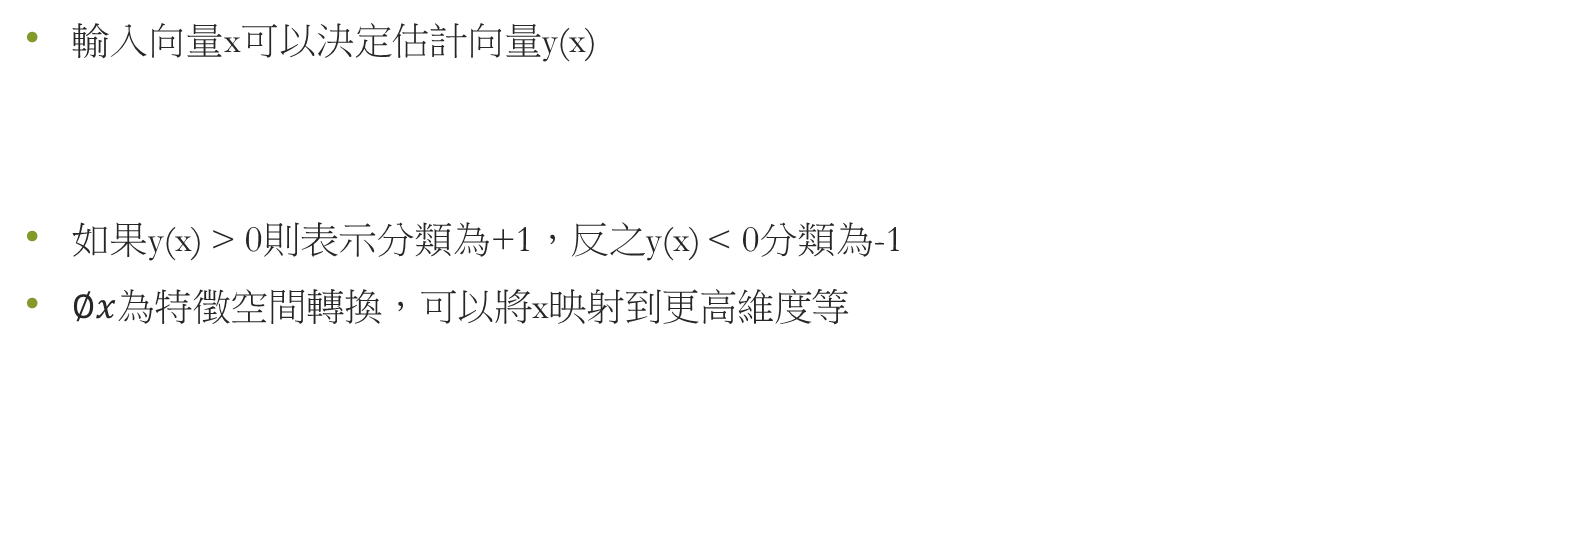 • 輸入向量x可以決定估計向量y(x)
• 如果y(x) > 0則表示分類為+1，反之y(x) < 0分類為-1
• ∅𝑥為特徵空間轉換，可以將x映射到更高維度等